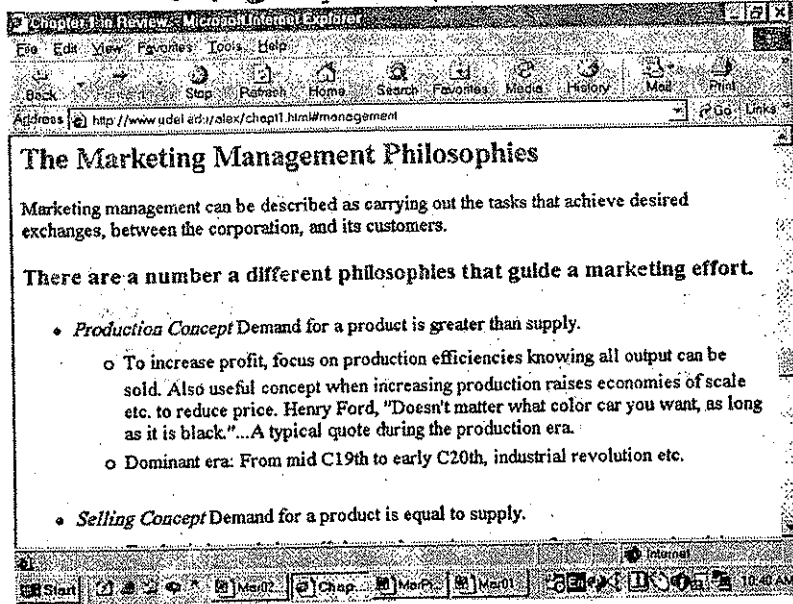 Chapter 1 in Review - Microsoft Internet Explorer
File Edit View Favorites Tools Help
Back Stop Refresh Home Search Favorites Media History Mail Print
Address http://www.udel.edu/alex/chapt1.html#management Go Links
The Marketing Management Philosophies
Marketing management can be described as carrying out the tasks that achieve desired
exchanges, between the corporation, and its customers.
There are a number a different philosophies that guide a marketing effort.
• Production Concept Demand for a product is greater than supply.
o To increase profit, focus on production efficiencies knowing all output can be
sold. Also useful concept when increasing production raises economies of scale
etc. to reduce price. Henry Ford, "Doesn't matter what color car you want, as long
as it is black."...A typical quote during the production era.
o Dominant era: From mid C19th to early C20th, industrial revolution etc.
• Selling Concept Demand for a product is equal to supply.
Internet
Start Mar02 Chap... MarPr... Mar01 En 10:40 AM